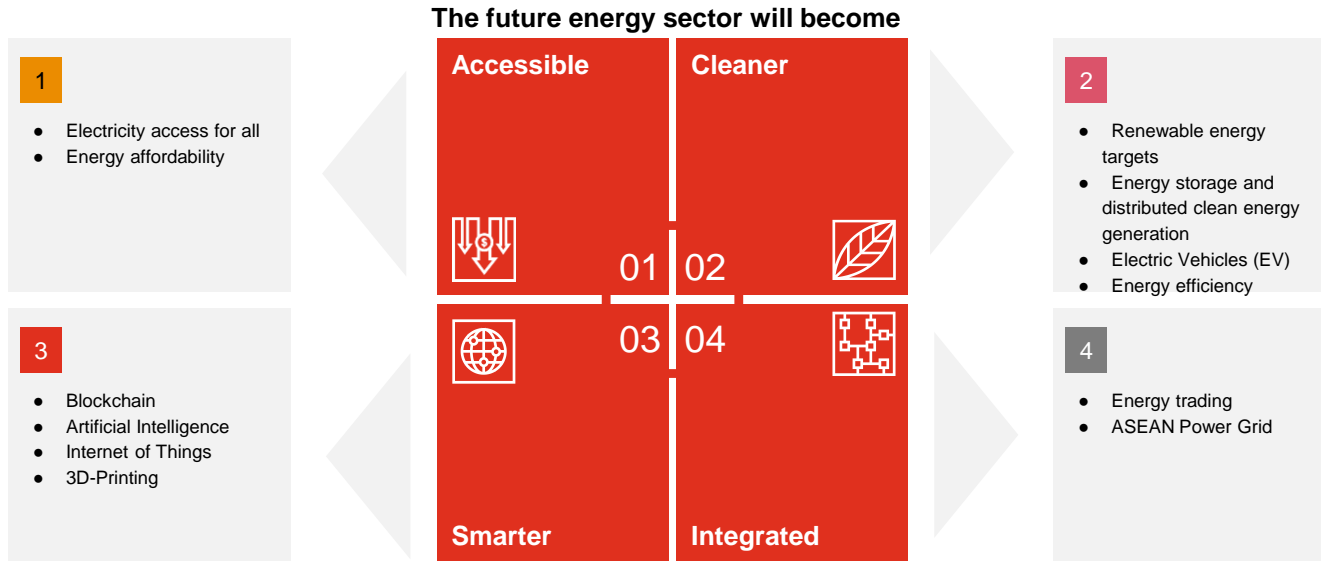 The future energy sector will become
1
● Electricity access for all
● Energy affordability
Accessible
01
Cleaner
02
2
● Renewable energy
targets
● Energy storage and
distributed clean energy
generation
● Electric Vehicles (EV)
● Energy efficiency
3
● Blockchain
● Artificial Intelligence
● Internet of Things
● 3D-Printing
03
Smarter
04
Integrated
4
● Energy trading
● ASEAN Power Grid
$